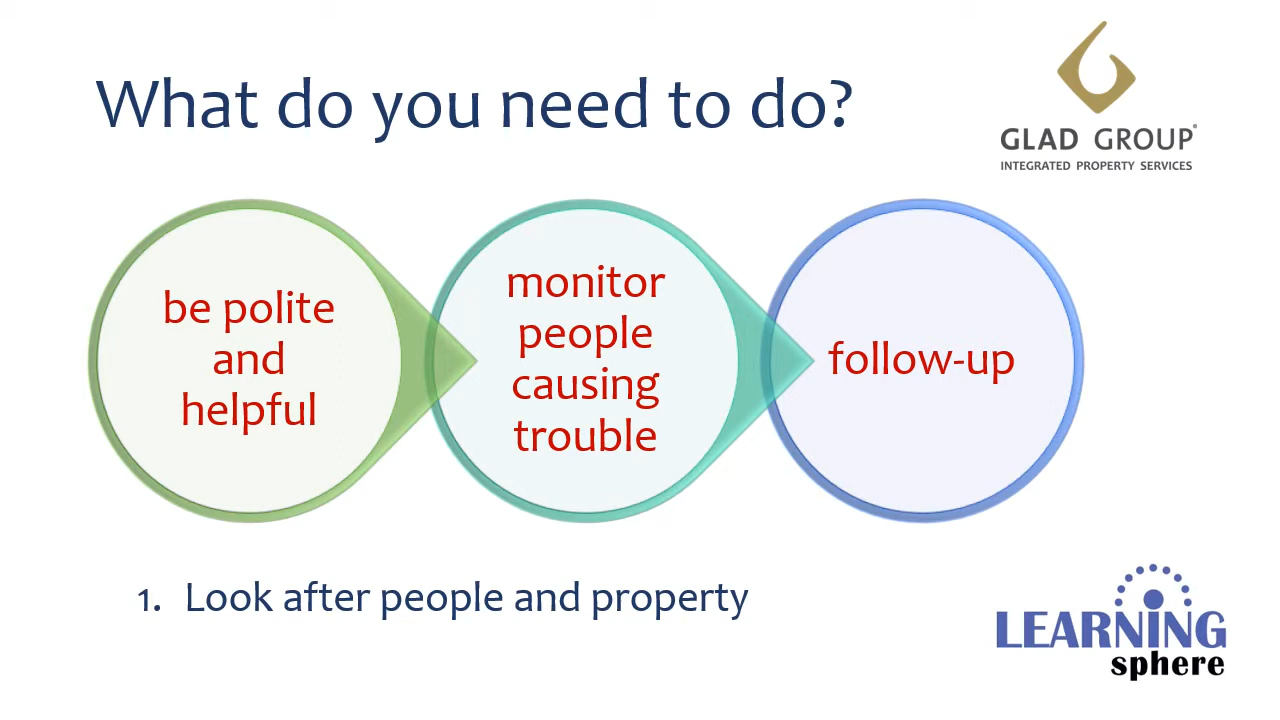 What do you need to do?
GLAD GROUP®
INTEGRATED PROPERTY SERVICES
be polite
and
helpful
monitor
people
causing
trouble
follow-up
1. Look after people and property
LEARNING
sphere